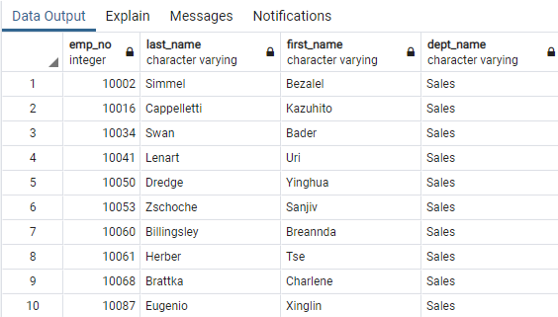 Data Output Explain Messages Notifications
emp_no last_name first_name dept_name
integer character varying character varying character varying
1 10002 Simmel Bezalel Sales
2 10016 Cappelletti Kazuhito Sales
3 10034 Swan Bader Sales
4 10041 Lenart Uri Sales
5 10050 Dredge Yinghua Sales
6 10053 Zschoche Sanjiv Sales
7 10060 Billingsley Breannda Sales
8 10061 Herber Tse Sales
9 10068 Brattka Charlene Sales
10 10087 Eugenio Xinglin Sales